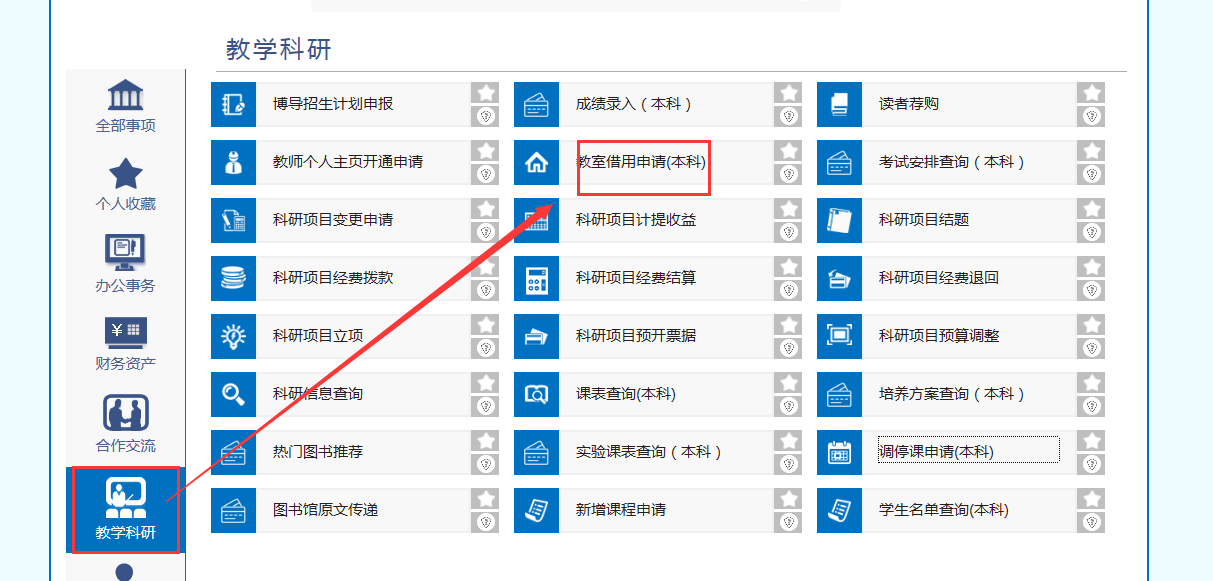 教学科研
全部事项
个人收藏
办公事务
¥
财务资产
合作交流
教学科研
博导招生计划申报
成绩录入（本科）
读者荐购
教师个人主页开通申请
教室借用申请(本科)
考试安排查询（本科）
科研项目变更申请
科研项目计提收益
科研项目结题
科研项目经费拨款
科研项目经费结算
科研项目经费退回
科研项目立项
科研项目预开票据
科研项目预算调整
科研信息查询
课表查询(本科)
培养方案查询（本科）
热门图书推荐
实验课表查询（本科）
调停课申请(本科)
图书馆原文传递
新增课程申请
学生名单查询(本科)